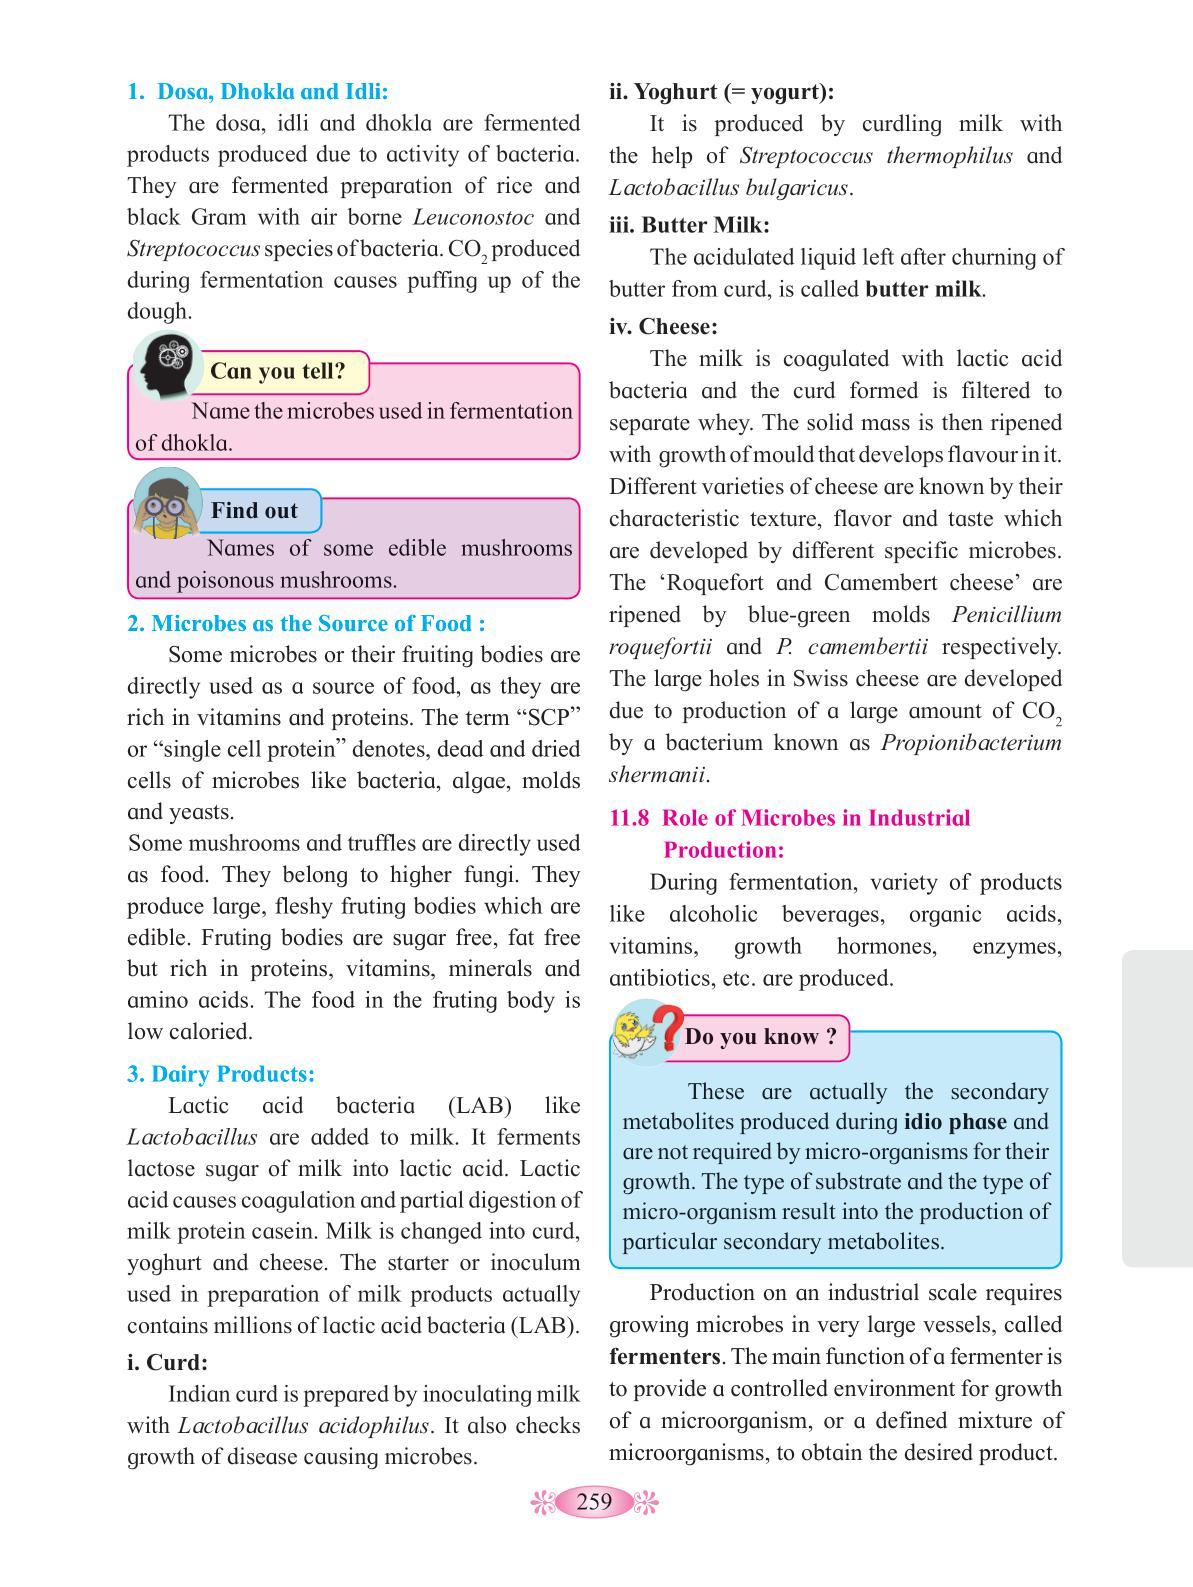 1. Dosa, Dhokla and Idli:
The dosa, idli and dhokla are fermented
products produced due to activity of bacteria.
They are fermented preparation of rice and
black Gram with air borne Leuconostoc and
Streptococcus species of bacteria. CO2 produced
during fermentation causes puffing up of the
dough.
Can you tell?
Name the microbes used in fermentation
of dhokla.
Find out
Names of some edible mushrooms
and poisonous mushrooms.
2. Microbes as the Source of Food :
Some microbes or their fruiting bodies are
directly used as a source of food, as they are
rich in vitamins and proteins. The term “SCP”
or “single cell protein” denotes, dead and dried
cells of microbes like bacteria, algae, molds
and yeasts.
Some mushrooms and truffles are directly used
as food. They belong to higher fungi. They
produce large, fleshy fruting bodies which are
edible. Fruting bodies are sugar free, fat free
but rich in proteins, vitamins, minerals and
amino acids. The food in the fruting body is
low caloried.
3. Dairy Products:
Lactic acid bacteria (LAB) like
Lactobacillus are added to milk. It ferments
lactose sugar of milk into lactic acid. Lactic
acid causes coagulation and partial digestion of
milk protein casein. Milk is changed into curd,
yoghurt and cheese. The starter or inoculum
used in preparation of milk products actually
contains millions of lactic acid bacteria (LAB).
i. Curd:
Indian curd is prepared by inoculating milk
with Lactobacillus acidophilus. It also checks
growth of disease causing microbes.
ii. Yoghurt (= yogurt):
It is produced by curdling milk with
the help of Streptococcus thermophilus and
Lactobacillus bulgaricus.
iii. Butter Milk:
The acidulated liquid left after churning of
butter from curd, is called butter milk.
iv. Cheese:
The milk is coagulated with lactic acid
bacteria and the curd formed is filtered to
separate whey. The solid mass is then ripened
with growth of mould that develops flavour in it.
Different varieties of cheese are known by their
characteristic texture, flavor and taste which
are developed by different specific microbes.
The ‘Roquefort and Camembert cheese’ are
ripened by blue-green molds Penicillium
roquefortii and P. camembertii respectively.
The large holes in Swiss cheese are developed
due to production of a large amount of CO2
by a bacterium known as Propionibacterium
shermanii.
11.8 Role of Microbes in Industrial
Production:
During fermentation, variety of products
like alcoholic beverages, organic acids,
vitamins, growth hormones, enzymes,
antibiotics, etc. are produced.
Do you know ?
These are actually the secondary
metabolites produced during idio phase and
are not required by micro-organisms for their
growth. The type of substrate and the type of
micro-organism result into the production of
particular secondary metabolites.
Production on an industrial scale requires
growing microbes in very large vessels, called
fermenters. The main function of a fermenter is
to provide a controlled environment for growth
of a microorganism, or a defined mixture of
microorganisms, to obtain the desired product.
259